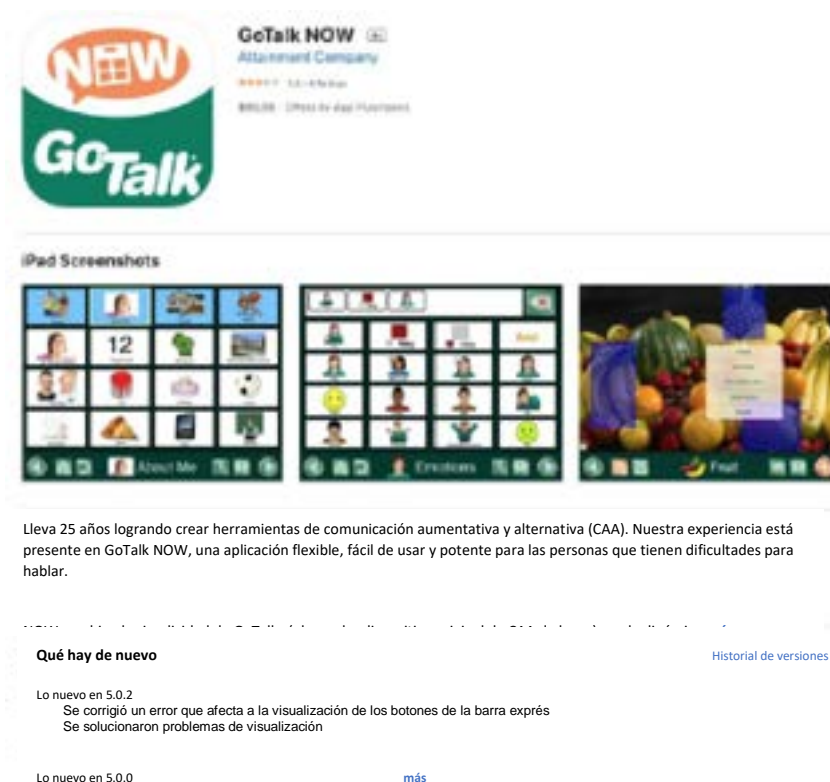 NOW
GoTalk
GoTalk NOW
Attainment Company
iPad Screenshots
12
About Me
Emotions
Fruit
Lleva 25 años logrando crear herramientas de comunicación aumentativa y alternativa (CAA). Nuestra experiencia está
presente en GoTalk NOW, una aplicación flexible, fácil de usar y potente para las personas que tienen dificultades para
hablar.
Qué hay de nuevo
Historial de versiones
Lo nuevo en 5.0.2
Se corrigió un error que afecta a la visualización de los botones de la barra exprés
Se solucionaron problemas de visualización
Lo nuevo en 5.0.0
más